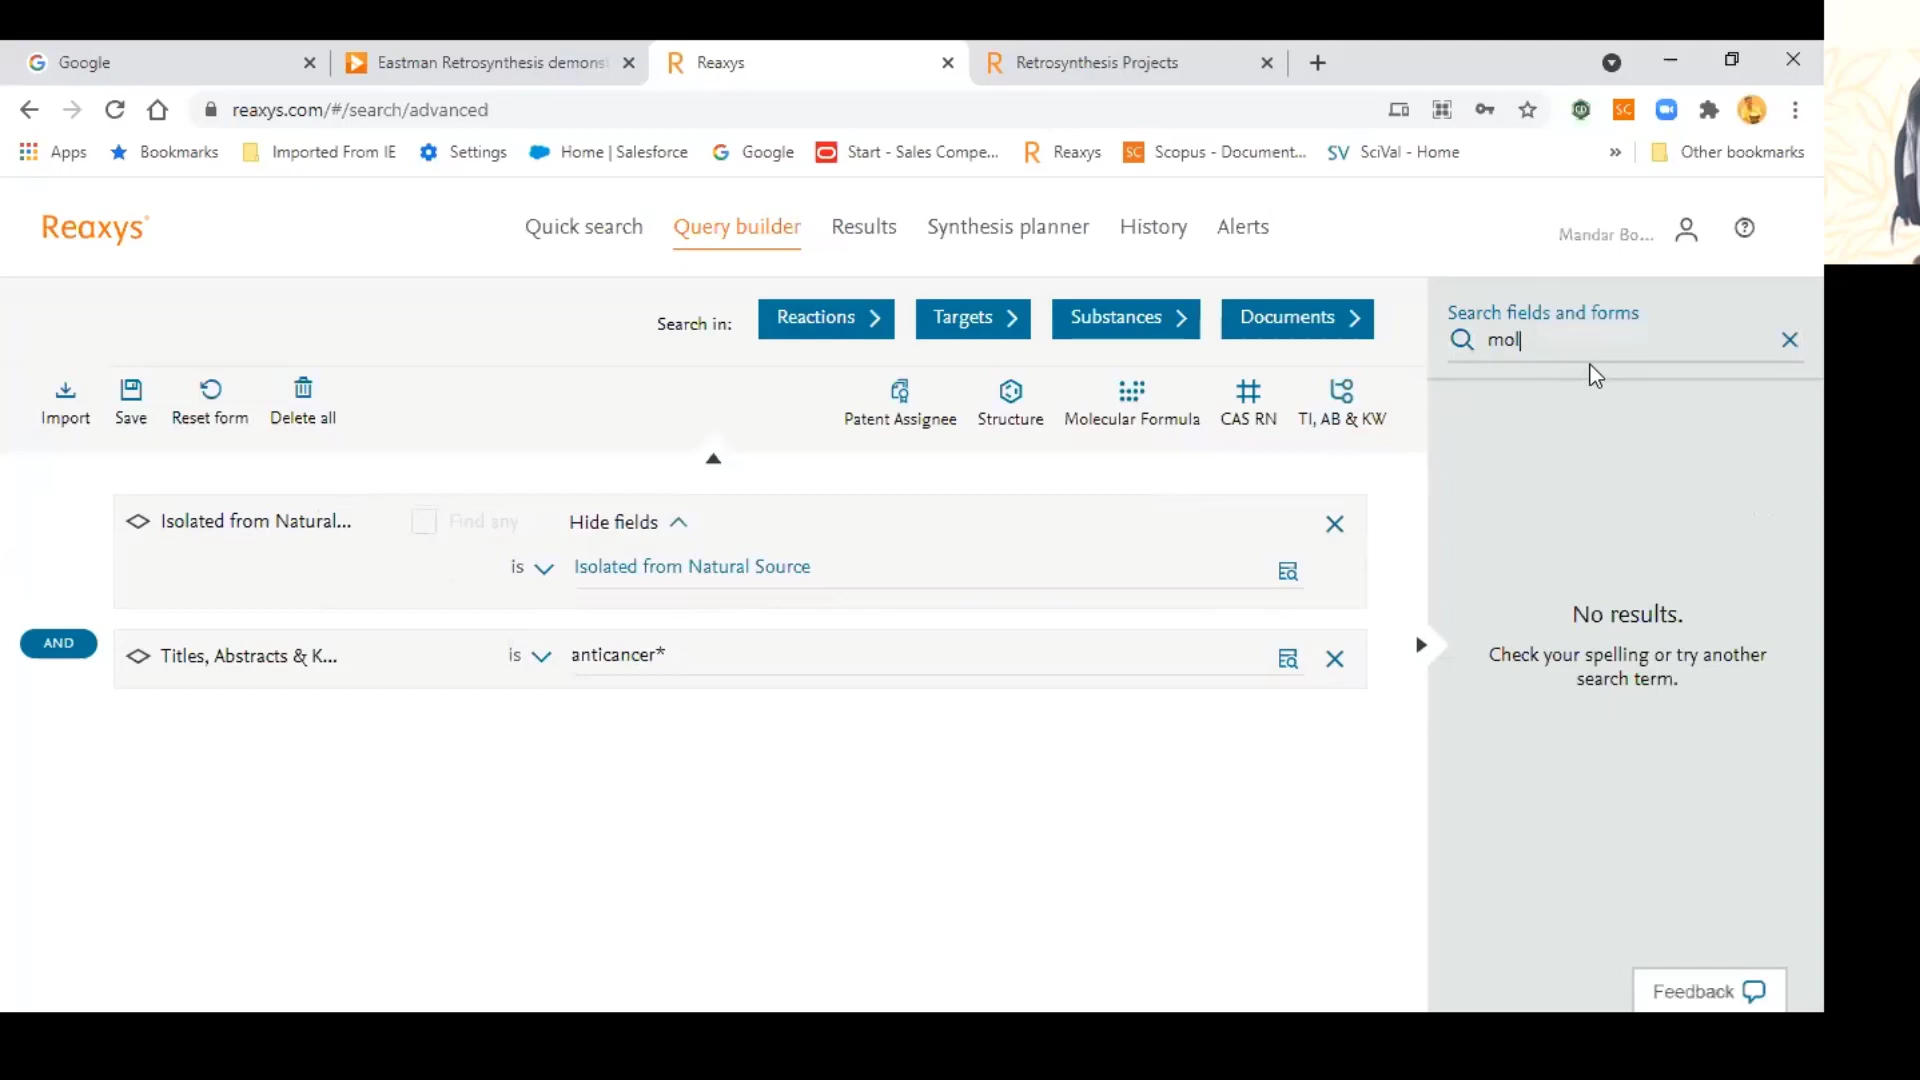 Google
Eastman Retrosynthesis demons
Reaxys
Retrosynthesis Projects
reaxys.com/#/search/advanced
Apps
Bookmarks
Imported From IE
Settings
Home | Salesforce
Google
Start - Sales Compe...
Reaxys
SC
Scopus - Document...
SV
SciVal - Home
Other bookmarks
Reaxys
Quick search
Query builder
Results
Synthesis planner
History
Alerts
Mandar Bo...
Search in:
Reactions
Targets
Substances
Documents
Search fields and forms
mol
Import
Save
Reset form
Delete all
Patent Assignee
Structure
Molecular Formula
CAS RN
TI, AB & KW
Isolated from Natural...
Find any
Hide fields
is
Isolated from Natural Source
AND
Titles, Abstracts & K...
is
anticancer*
No results.
Check your spelling or try another
search term.
Feedback